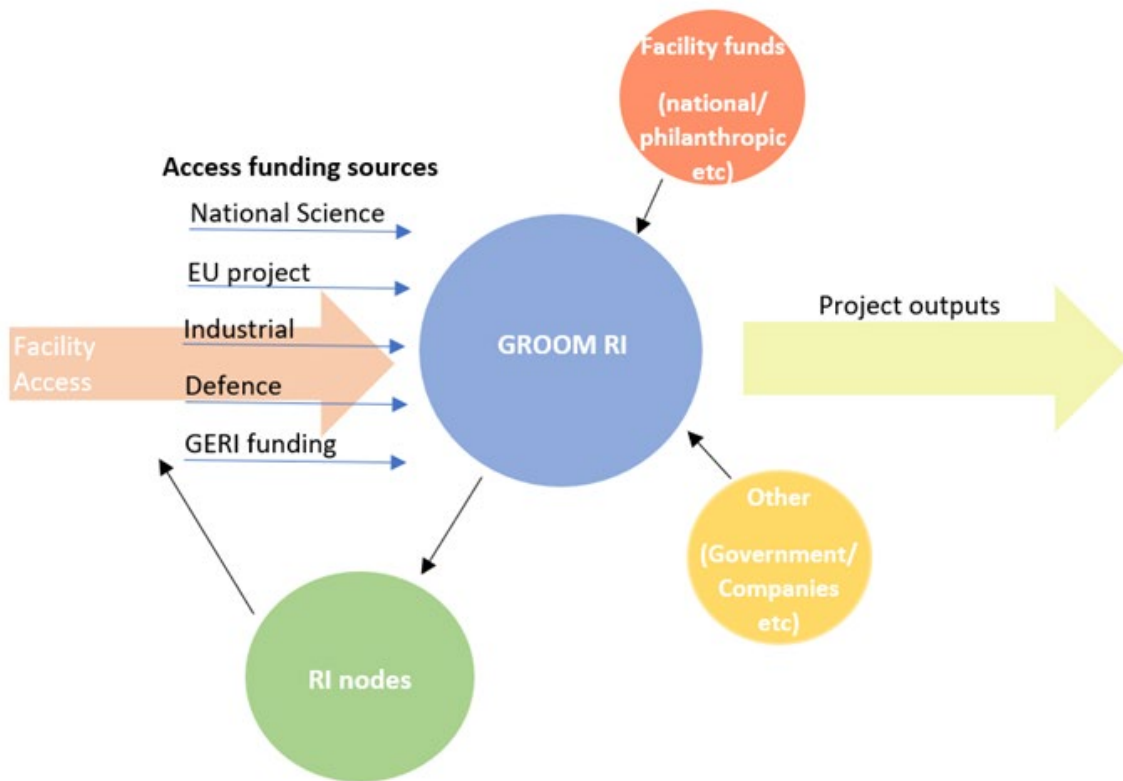 Facility funds
(national/
philanthropic
etc)
Access funding sources
National Science
EU project
Industrial
Defence
GERI funding
Facility
Access
GROOM RI
Project outputs
Other
(Government/
Companies
etc)
RI nodes